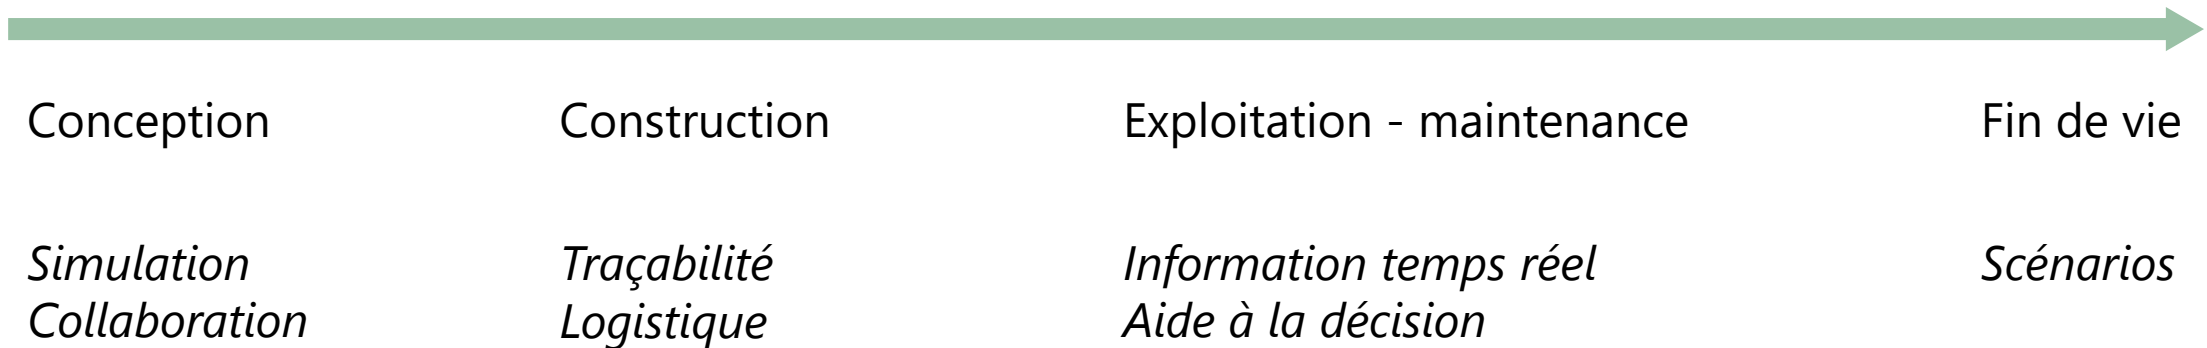 Conception
Construction
Exploitation - maintenance
Fin de vie
Simulation
Collaboration
Traçabilité
Logistique
Information temps réel
Aide à la décision
Scénarios